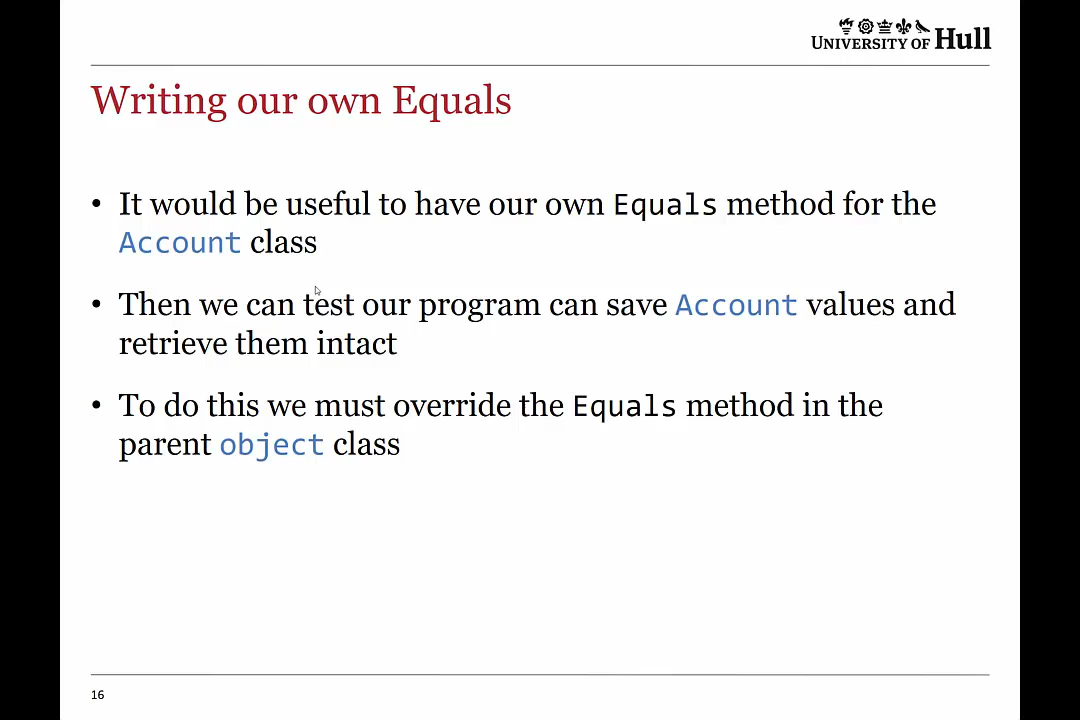 UNIVERSITY OF Hull
Writing our own Equals
• It would be useful to have our own Equals method for the
Account class
• Then we can test our program can save Account values and
retrieve them intact
• To do this we must override the Equals method in the
parent object class
16